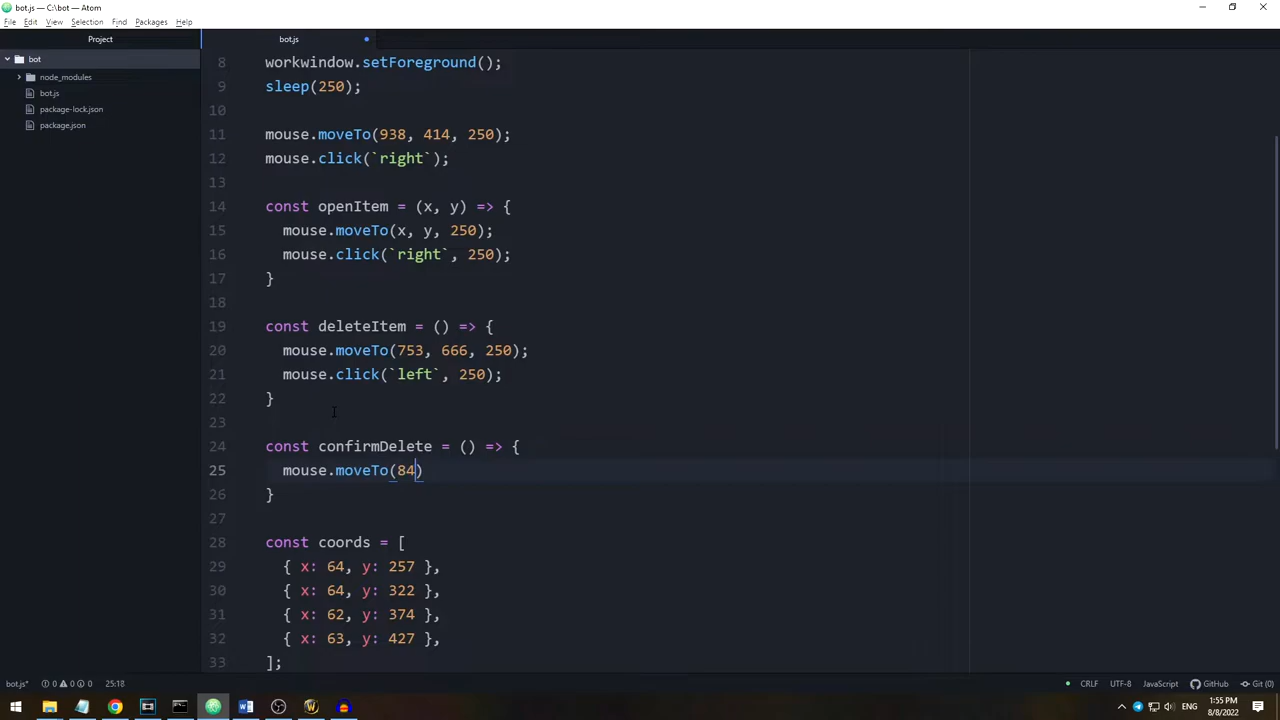 bot.js — C:\bot — Atom
File Edit View Selection Find Packages Help
Project
bot.js
bot
node_modules
bot.js
package-lock.json
package.json
8 workwindow.setForeground();
9 sleep(250);
10
11 mouse.moveTo(938, 414, 250);
12 mouse.click(`right`);
13
14 const openItem = (x, y) => {
15 mouse.moveTo(x, y, 250);
16 mouse.click(`right`, 250);
17 }
18
19 const deleteItem = () => {
20 mouse.moveTo(753, 666, 250);
21 mouse.click(`left`, 250);
22 }
23
24 const confirmDelete = () => {
25 mouse.moveTo(84)
26 }
27
28 const coords = [
29 { x: 64, y: 257 },
30 { x: 64, y: 322 },
31 { x: 62, y: 374 },
32 { x: 63, y: 427 },
33 ];
bot.js* 0 0 0 25:18 CRLF UTF-8 JavaScript GitHub Git (0)
ENG 1:55 PM
8/8/2022